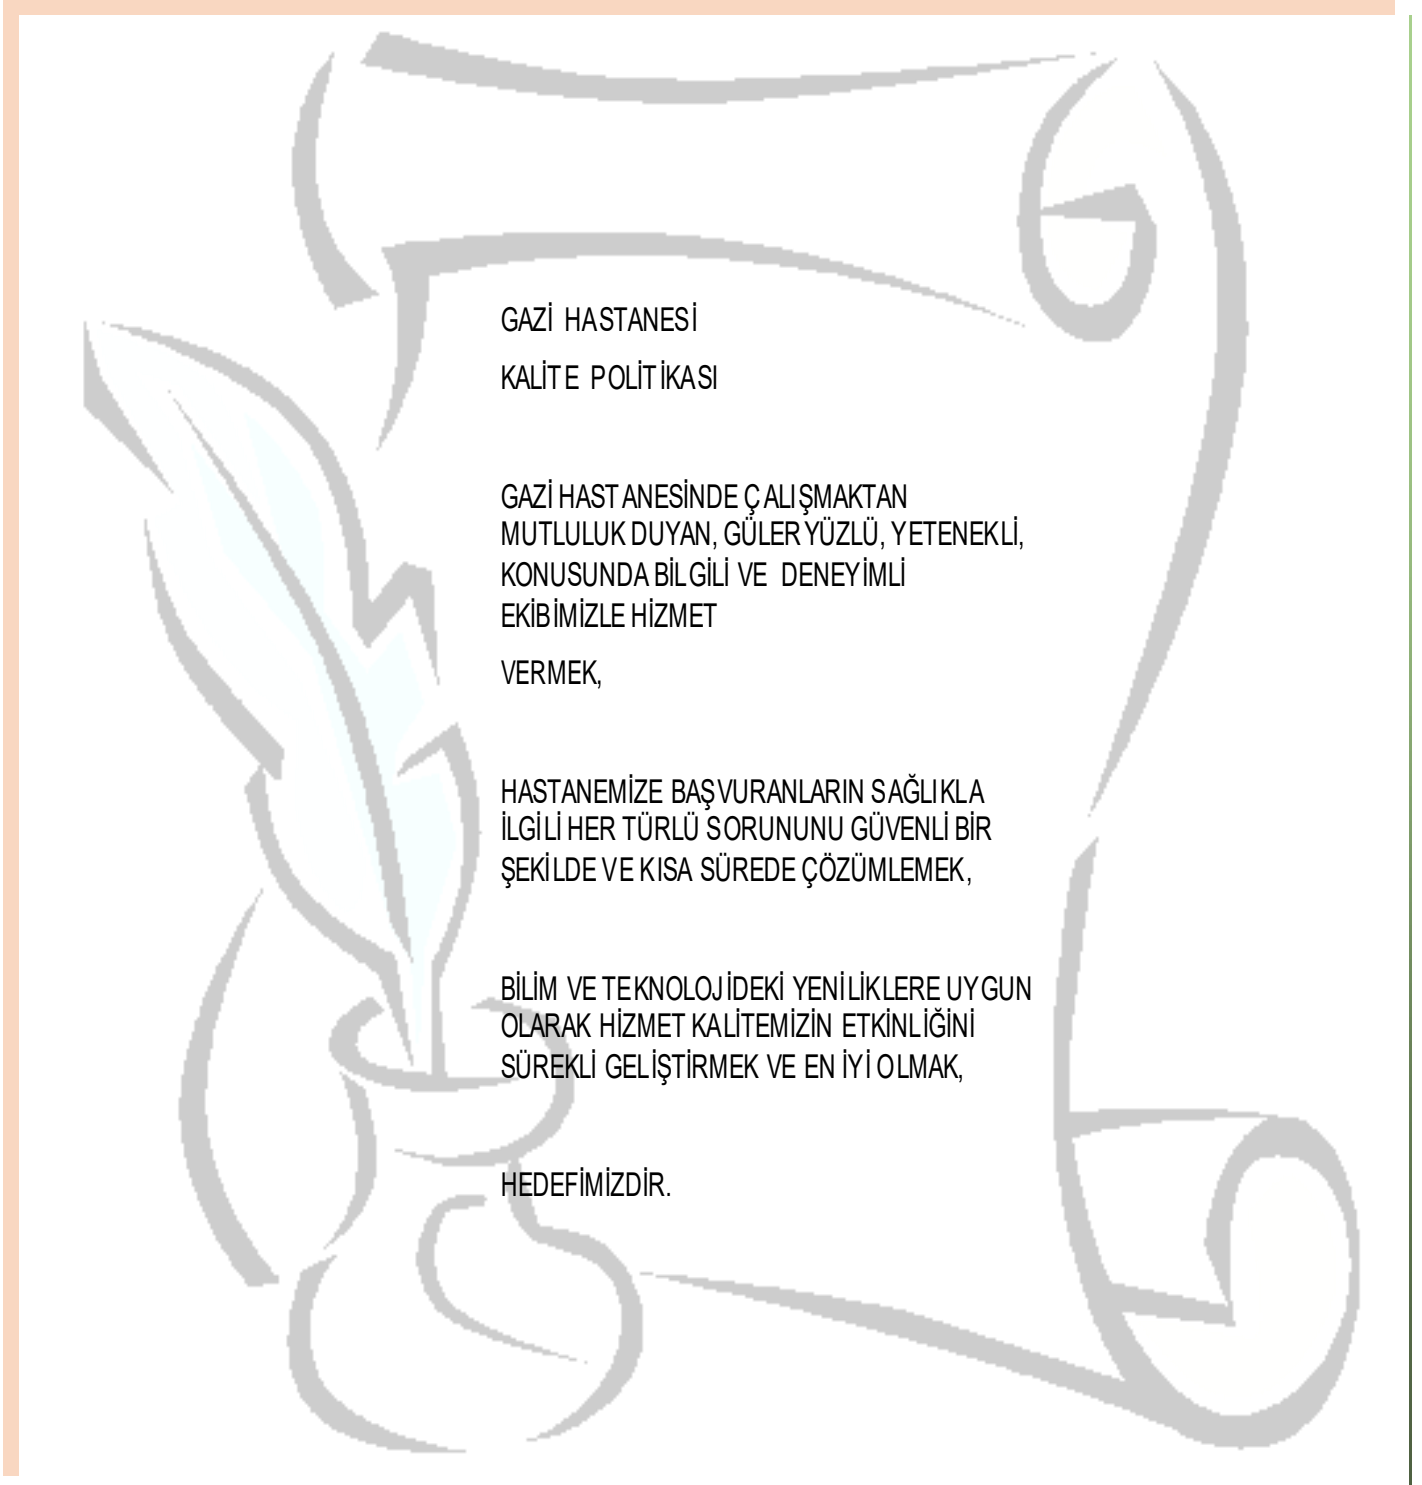 GAZİ HASTANESİ
KALİTE POLİTİKASI
GAZİ HASTANESİNDE ÇALIŞMAKTAN
MUTLULUK DUYAN, GÜLERYÜZLÜ, YETENEKLİ,
KONUSUNDA BİLGİLİ VE DENEYİMLİ
EKİBİMİZLE HİZMET
VERMEK,
HASTANEMİZE BAŞVURANLARIN SAĞLIKLA
İLGİLİ HER TÜRLÜ SORUNUNU GÜVENLİ BİR
ŞEKİLDE VE KISA SÜREDE ÇÖZÜMLEMEK,
BİLİM VE TEKNOLOJİDEKİ YENİLİKLERE UYGUN
OLARAK HİZMET KALİTEMİZİN ETKİNLİĞİNİ
SÜREKLİ GELİŞTİRMEK VE EN İYİ OLMAK,
HEDEFİMİZDİR.